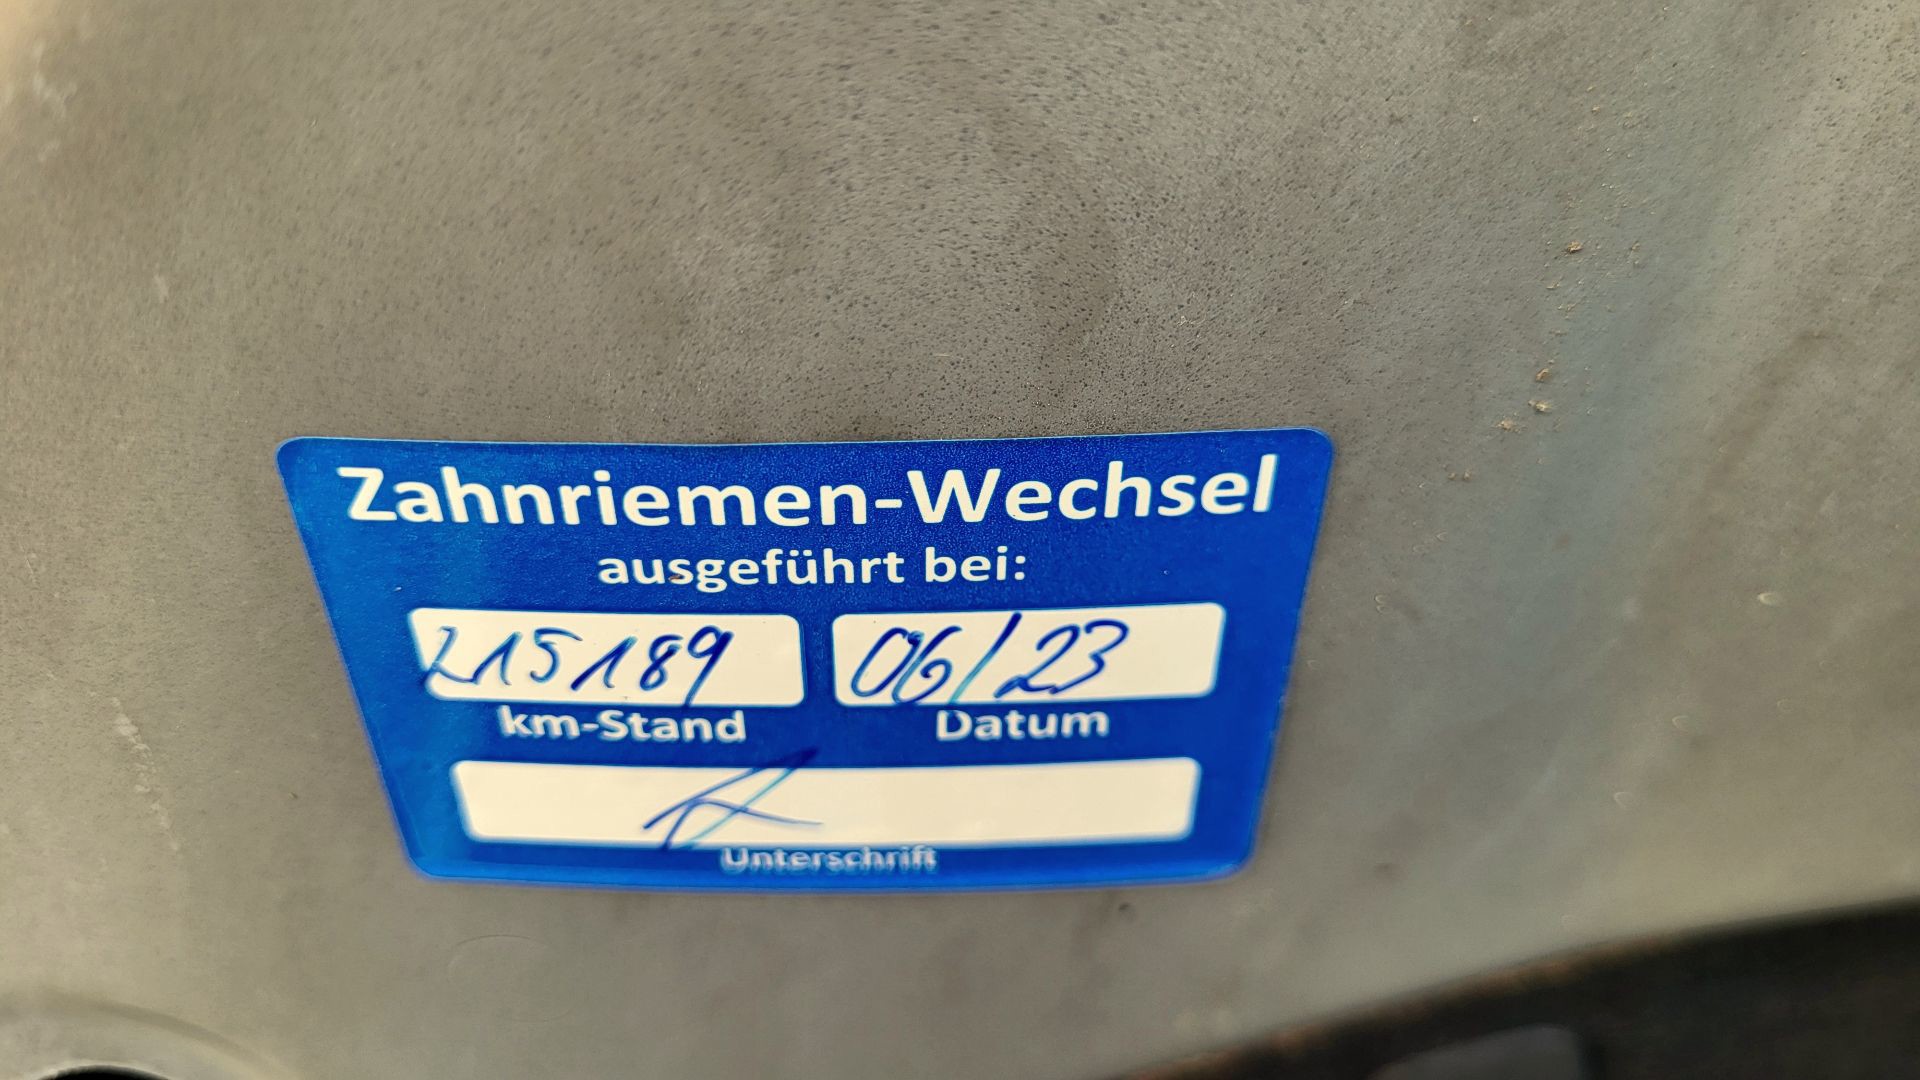 Zahnriemen-Wechsel
ausgeführt bei:
215189 06/23
km-Stand Datum
Unterschrift